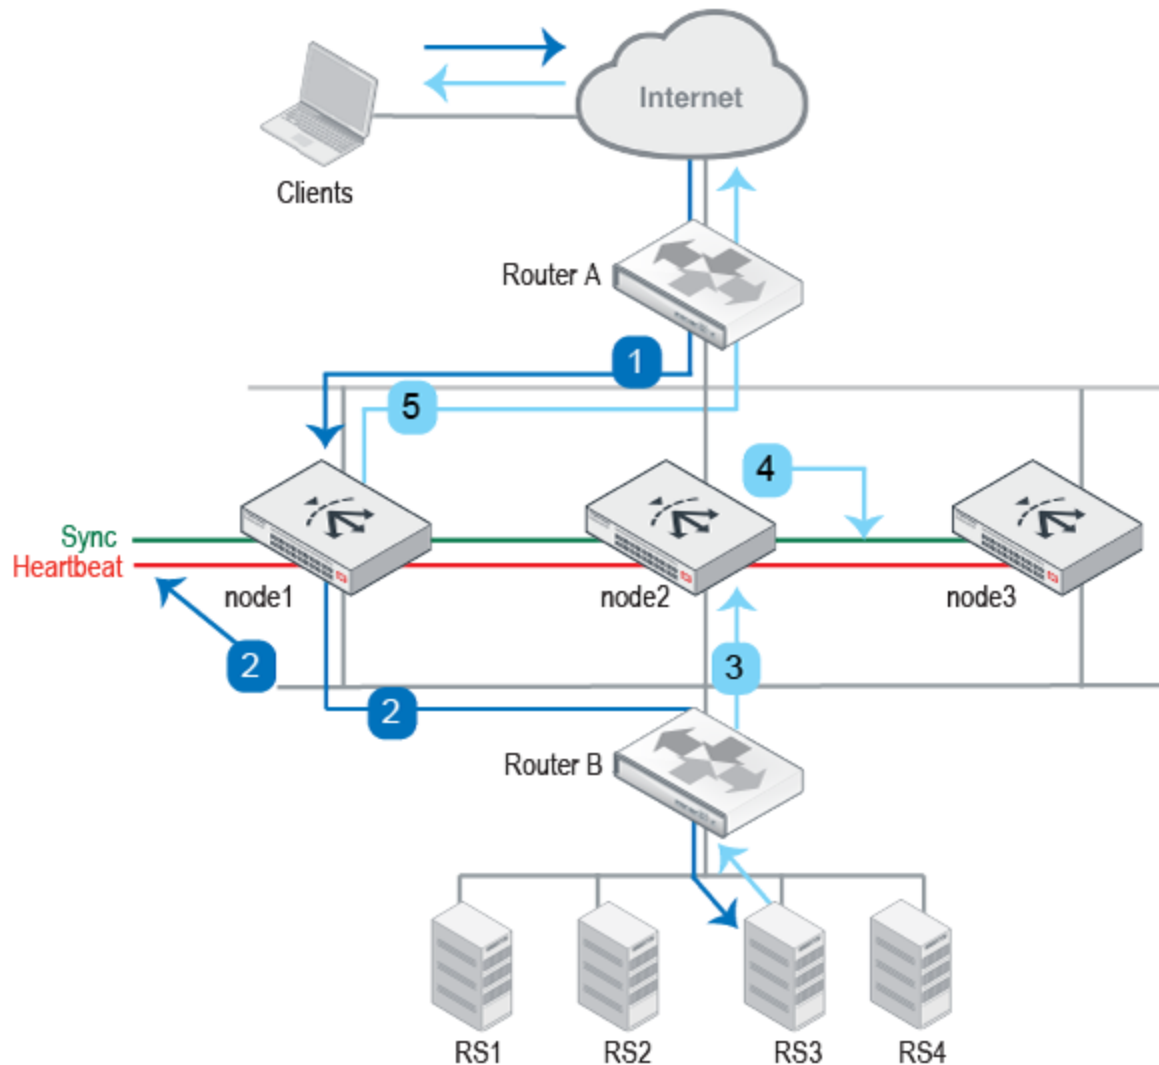 Internet
Clients
Router A
1
5
4
Sync
Heartbeat
node1
node2
node3
2
3
2
Router B
RS1
RS2
RS3
RS4